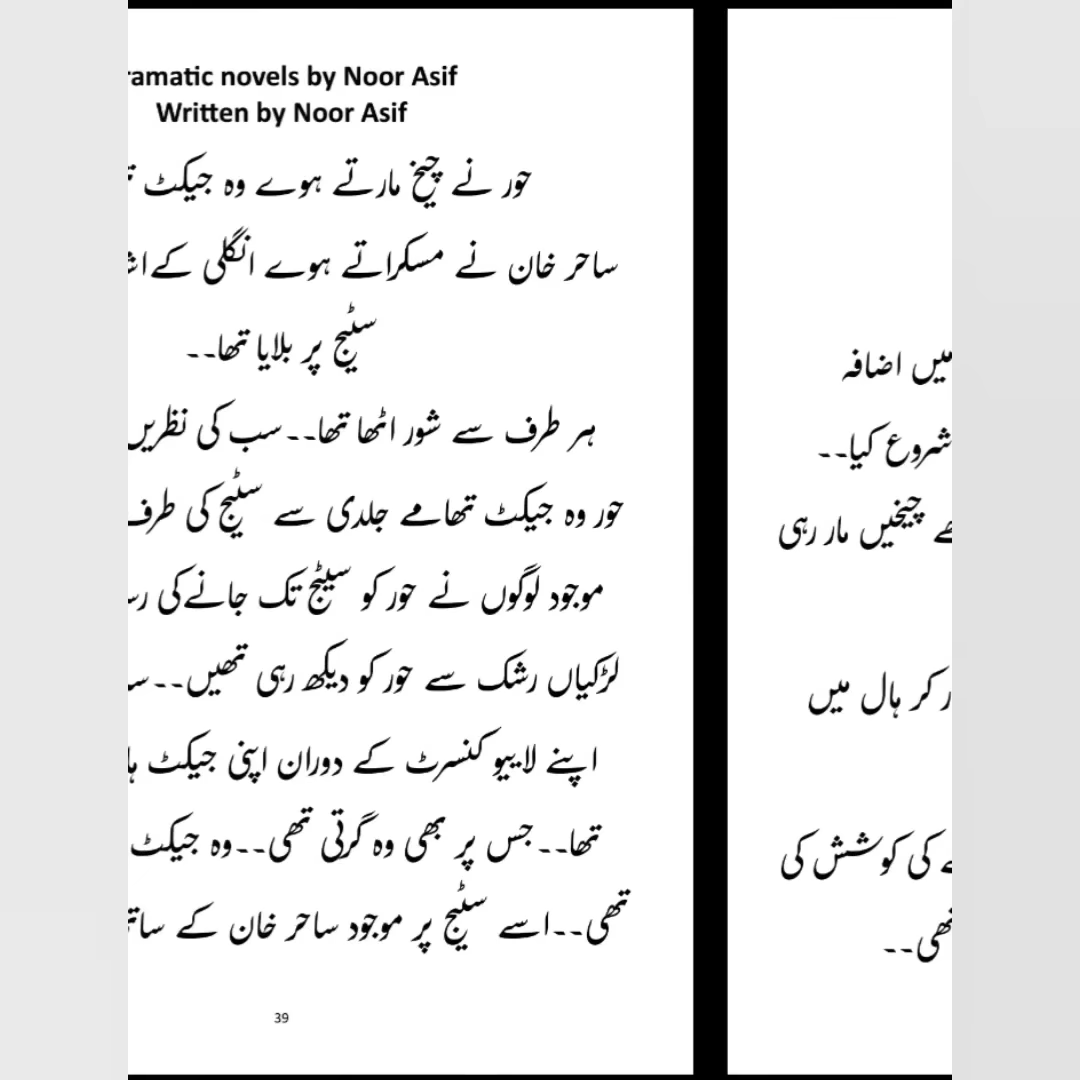 ramatic novels by Noor Asif
Written by Noor Asif
حور نے چیخ مارتے ہوے وہ جیکٹ
ساحر خان نے مسکراتے ہوے انگلی کے
سٹیج پر بلایا تھا۔۔
ہر طرف سے شور اٹھا تھا۔۔سب کی نظریں
حور وہ جیکٹ تھامے جلدی سے سٹیج کی طرف
موجود لوگوں نے حور کو سیٹج تک جانے کی
لڑکیاں رشک سے حور کو دیکھ رہی تھیں۔۔
اپنے لاییو کنسرٹ کے دوران اپنی جیکٹ
تھا۔۔جس پر بھی وہ گرتی تھی۔۔وہ جیکٹ
تھی۔۔اسے سٹیج پر موجود ساحر خان کے
39
میں اضافہ
شروع کیا۔۔
چیخیں مار رہی
کر ہال میں
کی کوشش کی
تھی۔۔